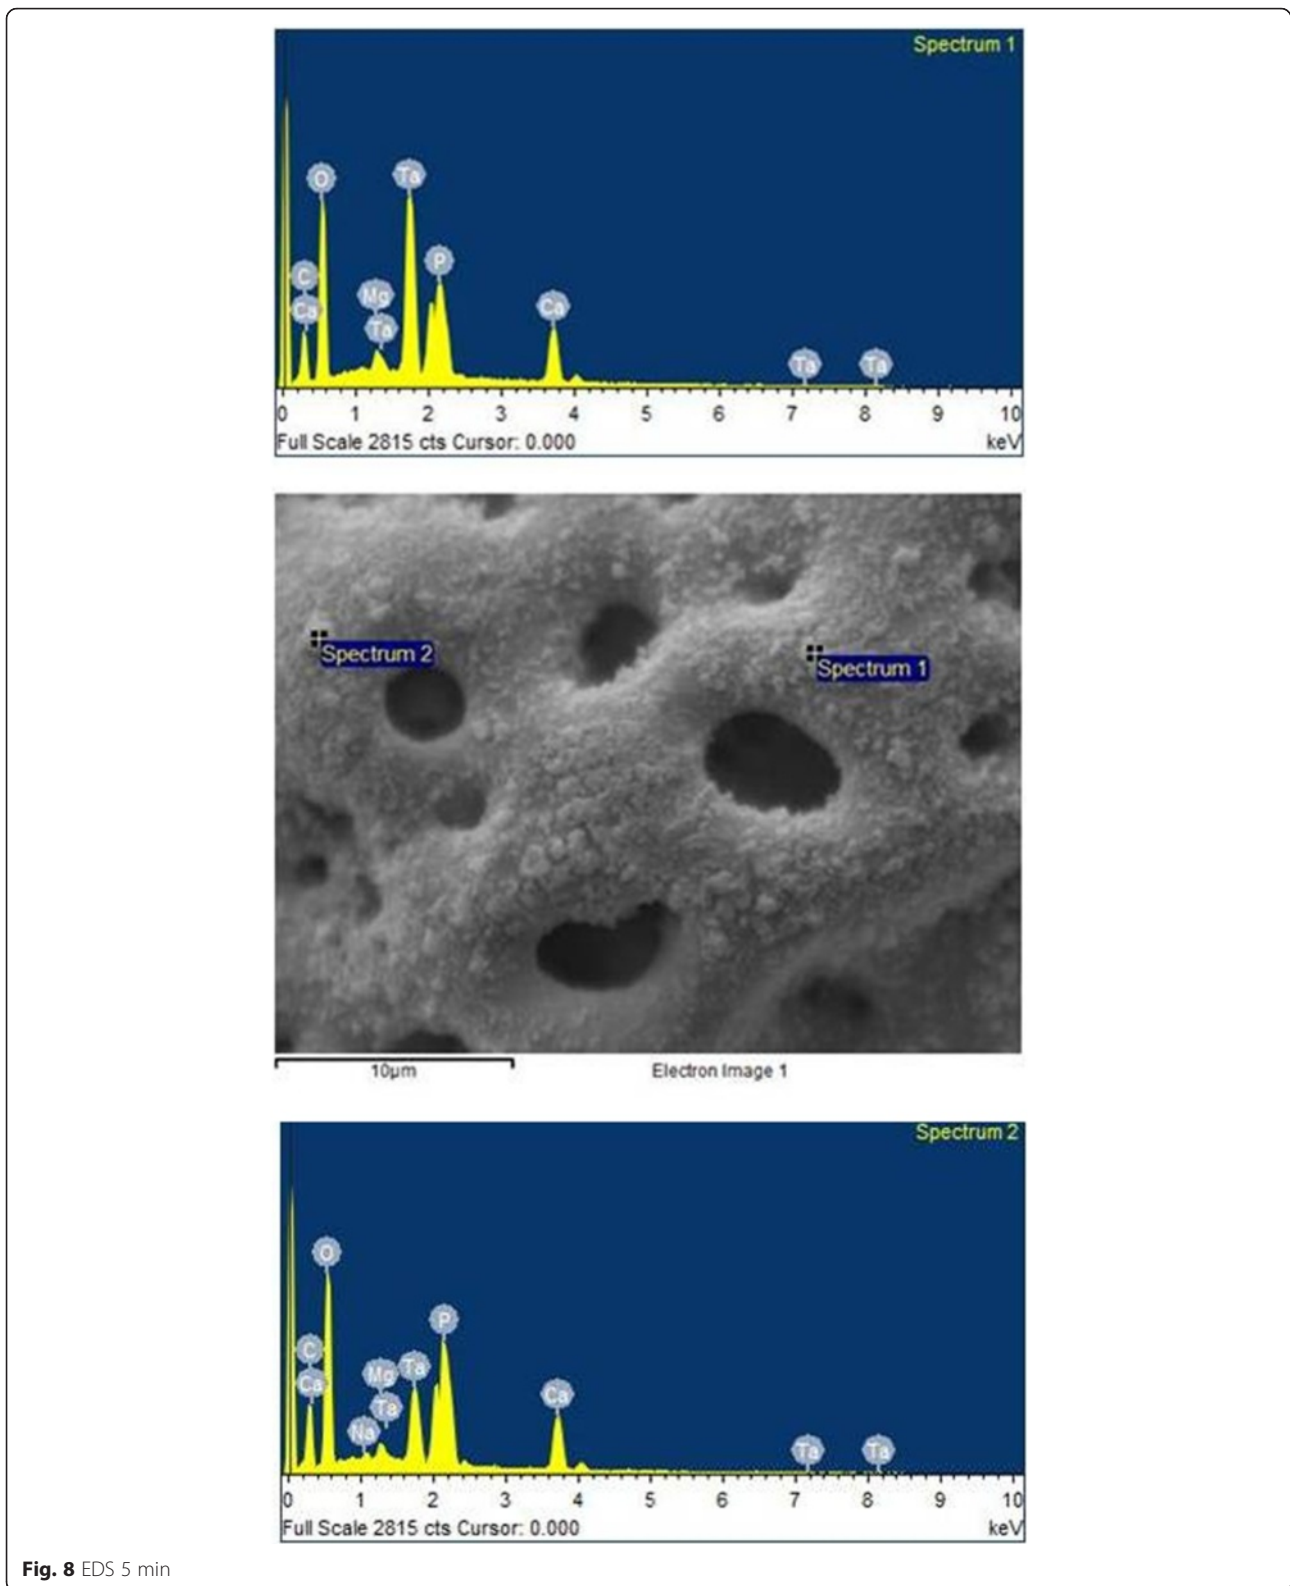 Spectrum 1
O
Ta
C
P
Mg
Ca
Ca
Ta
Ta
Ta
0 1 2 3 4 5 6 7 8 9 10
Full Scale 2815 cts Cursor: 0.000 keV
Spectrum 2
Spectrum 1
10µm Electron Image 1
Spectrum 2
O
P
C
Mg
Ta
Ca
Ca
Ta
Na
Ta
Ta
0 1 2 3 4 5 6 7 8 9 10
Full Scale 2815 cts Cursor: 0.000 keV
Fig. 8 EDS 5 min